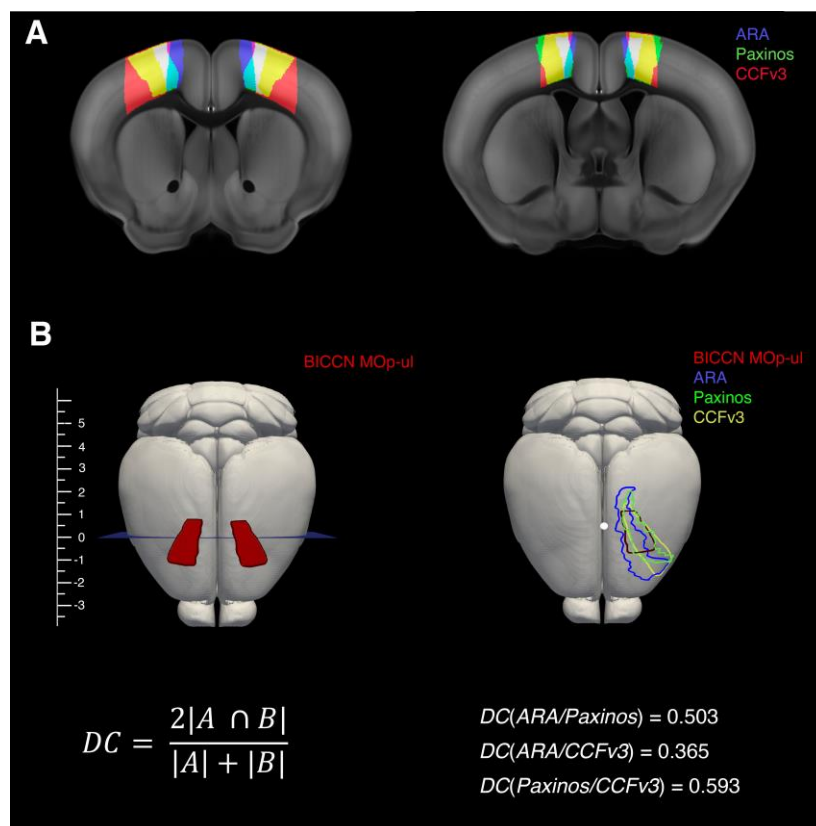 A
ARA
Paxinos
CCFv3
B
BICCN MOp-ul
5
4
3
2
1
0
-1
-2
-3
BICCN MOp-ul
ARA
Paxinos
CCFv3
DC = 2|A ∩ B| / |A| + |B|
DC(ARA/Paxinos) = 0.503
DC(ARA/CCFv3) = 0.365
DC(Paxinos/CCFv3) = 0.593